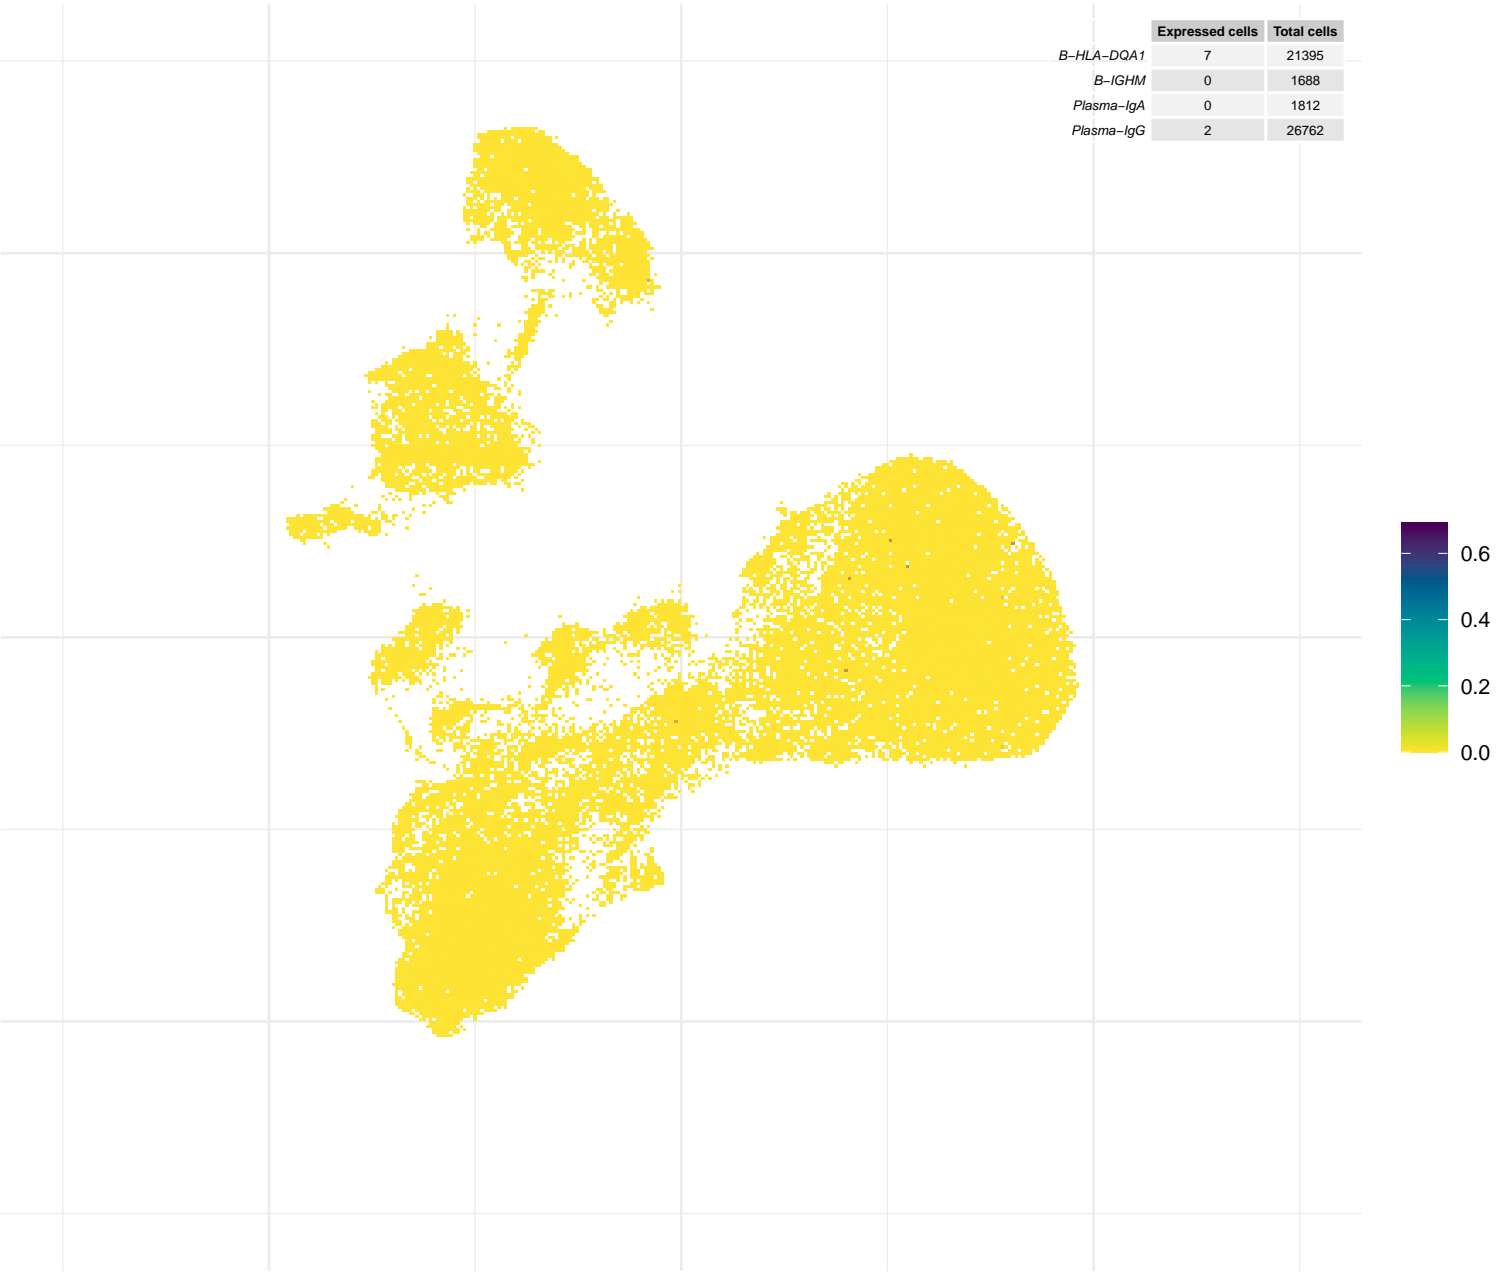 Expressed cells Total cells
B−HLA−DQA1 7 21395
B−IGHM 0 1688
Plasma−IgA 0 1812
Plasma−IgG 2 26762
0.6
0.4
0.2
0.0